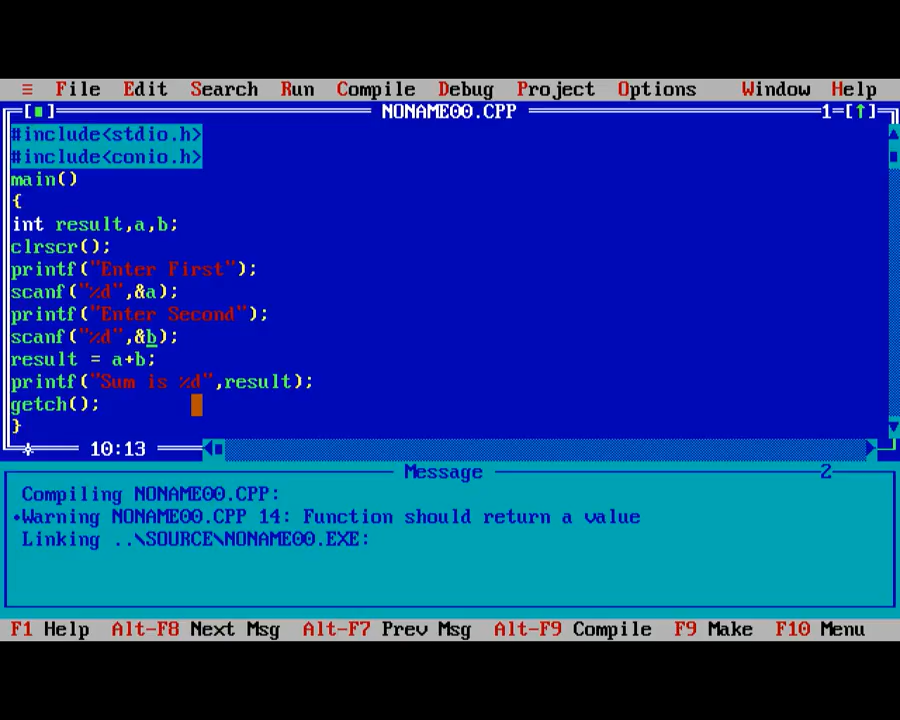 ≡ File Edit Search Run Compile Debug Project Options Window Help
[■] NONAME00.CPP 1=[↑]
#include<stdio.h>
#include<conio.h>
main()
{
int result,a,b;
clrscr();
printf("Enter First");
scanf("%d",&a);
printf("Enter Second");
scanf("%d",&b);
result = a+b;
printf("Sum is %d",result);
getch();
}
10:13
Message 2
Compiling NONAME00.CPP:
•Warning NONAME00.CPP 14: Function should return a value
Linking ..\SOURCE\NONAME00.EXE:
F1 Help Alt-F8 Next Msg Alt-F7 Prev Msg Alt-F9 Compile F9 Make F10 Menu